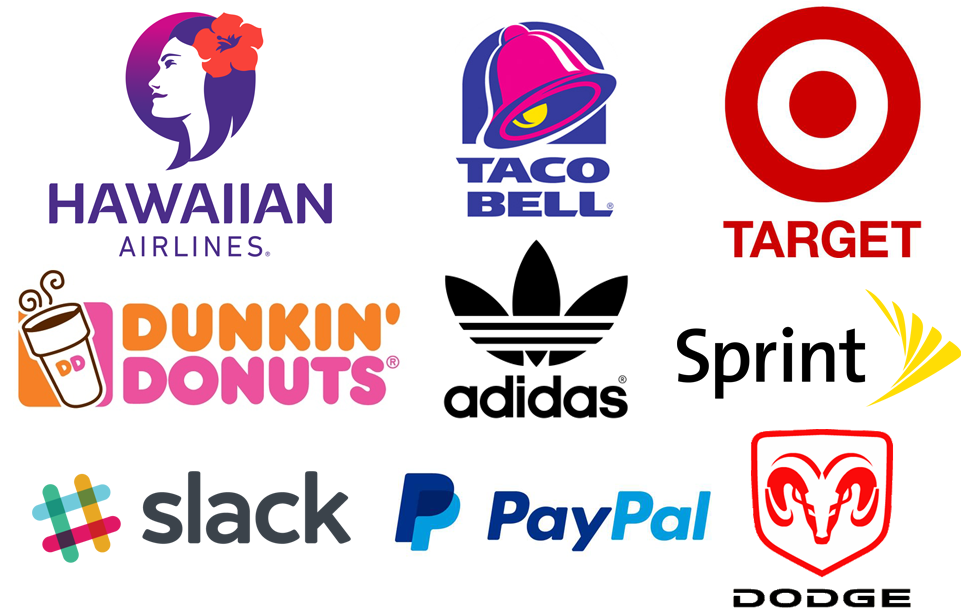 HAWAIIAN
AIRLINES®
TACO
BELL®
TARGET
DD
DUNKIN'
DONUTS®
adidas®
Sprint
slack
P
PayPal
DODGE